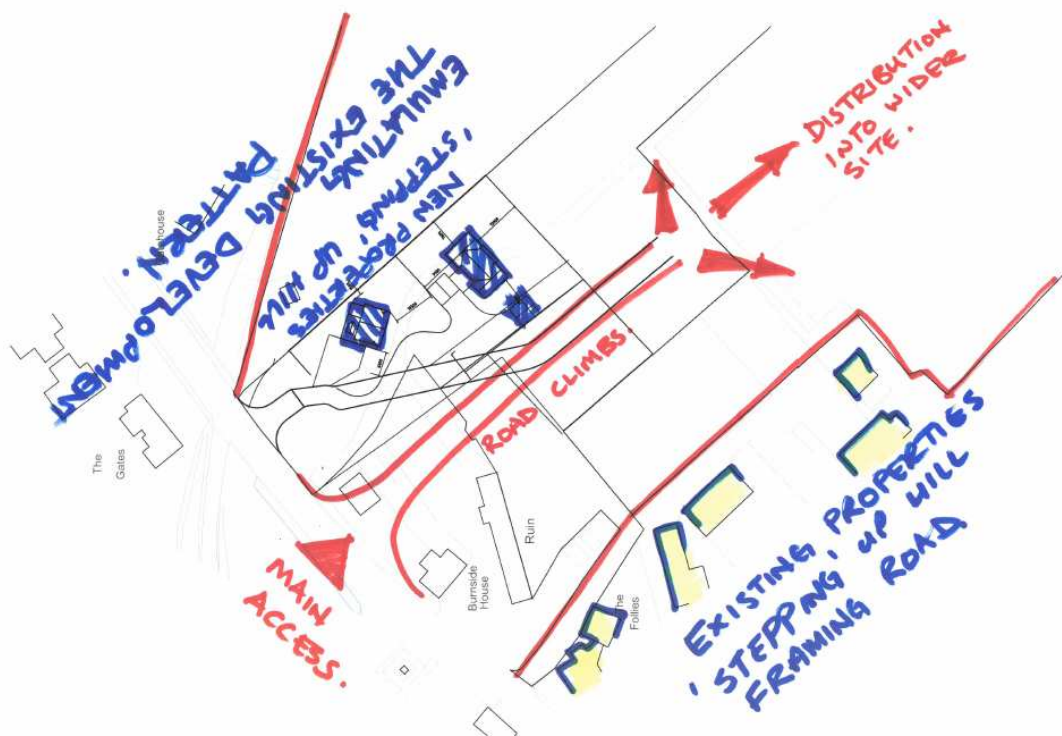 EMULATING
THE EXISTING
DEVELOPMENT
PATTERN.
NEW PROPERTIES
'STEPPING' UP HILL
DISTRIBUTION
INTO WIDER
SITE.
ROAD CLIMBS.
MAIN
ACCESS.
EXISTING PROPERTIES
'STEPPING' UP HILL
FRAMING ROAD
The
Gates
Burnside
House
Ruin
The
Follies